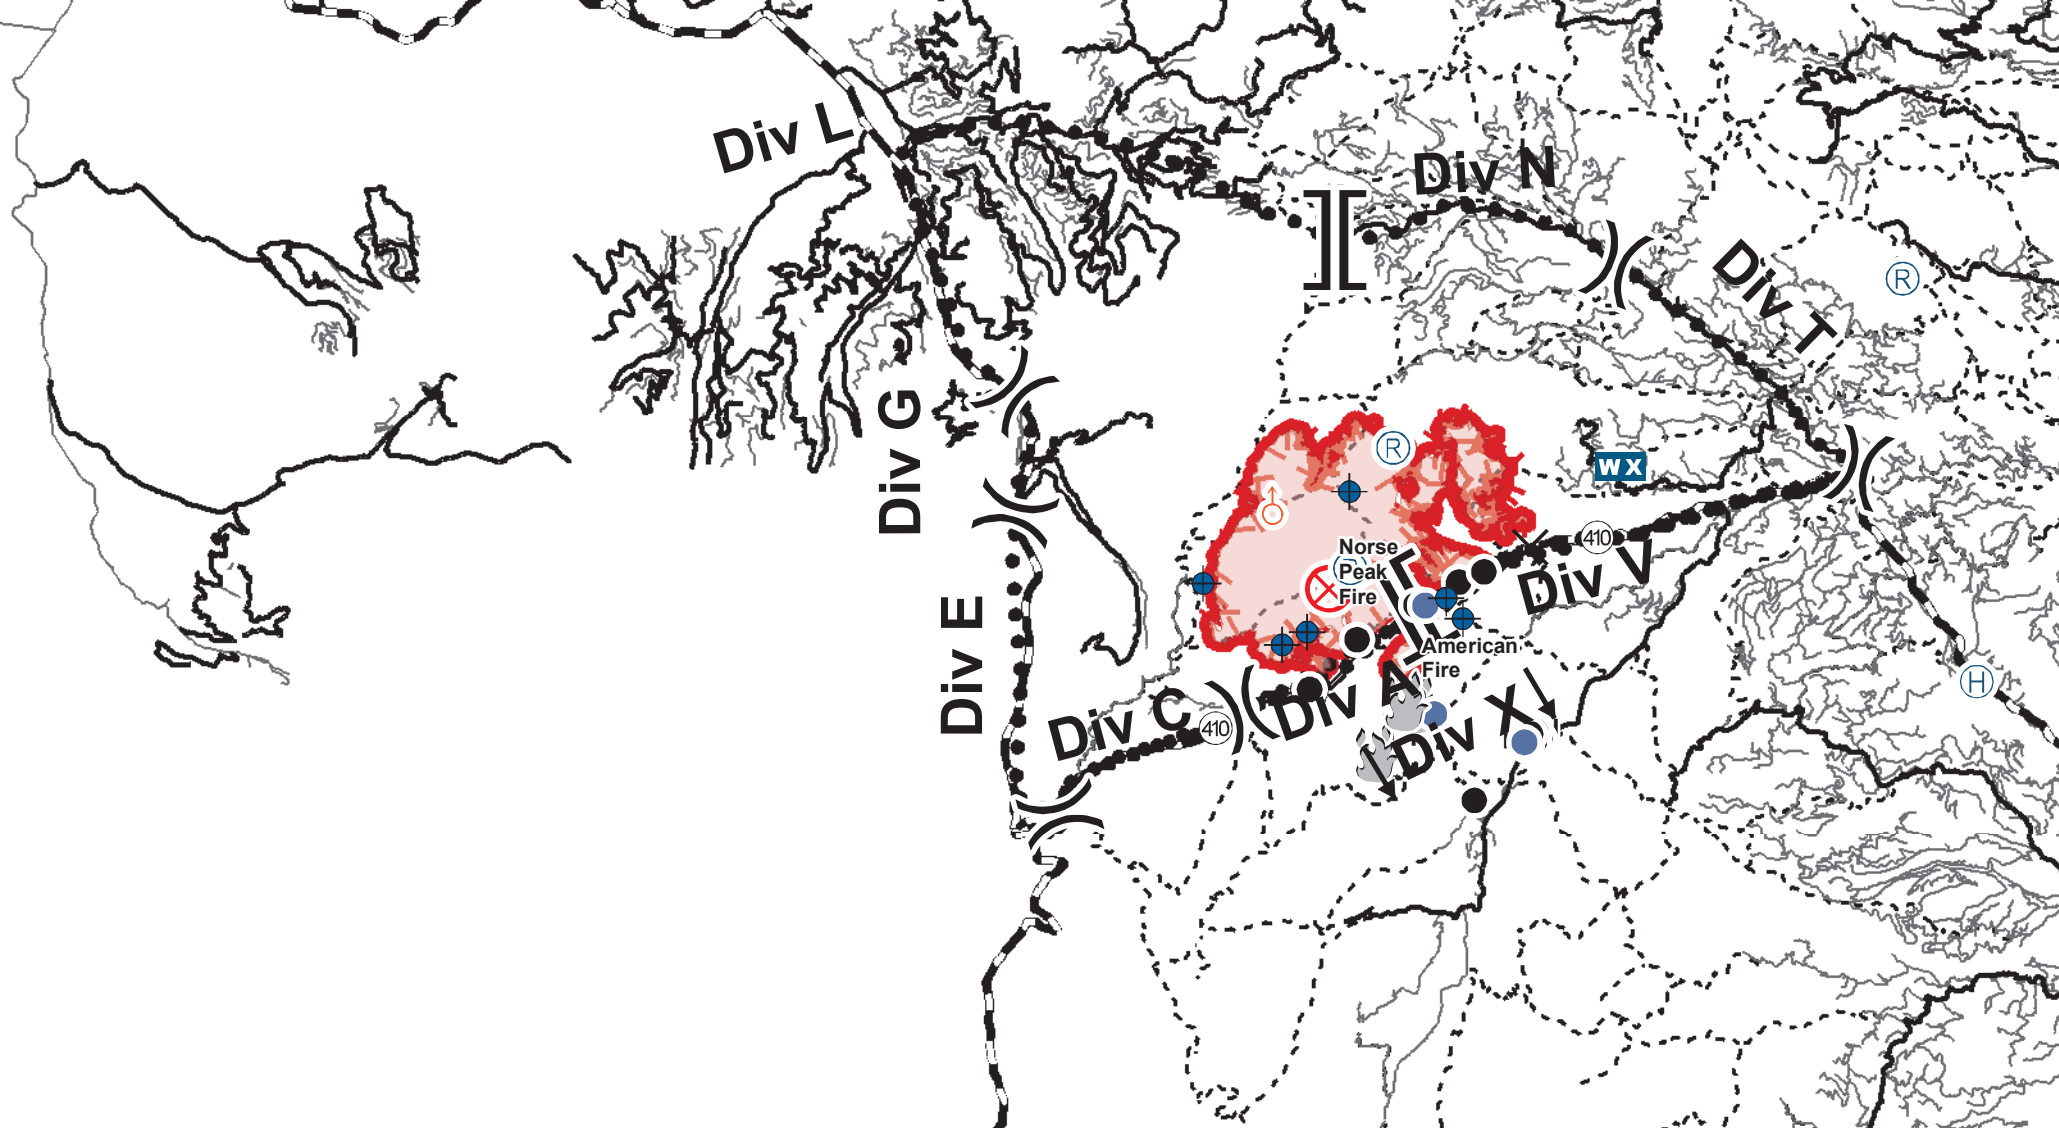 Div L
Div N
Div T
R
Div G
R
WX
410
Norse
Peak
Fire
Div V
Div E
American
Fire
H
Div C
410
Div A
Div X